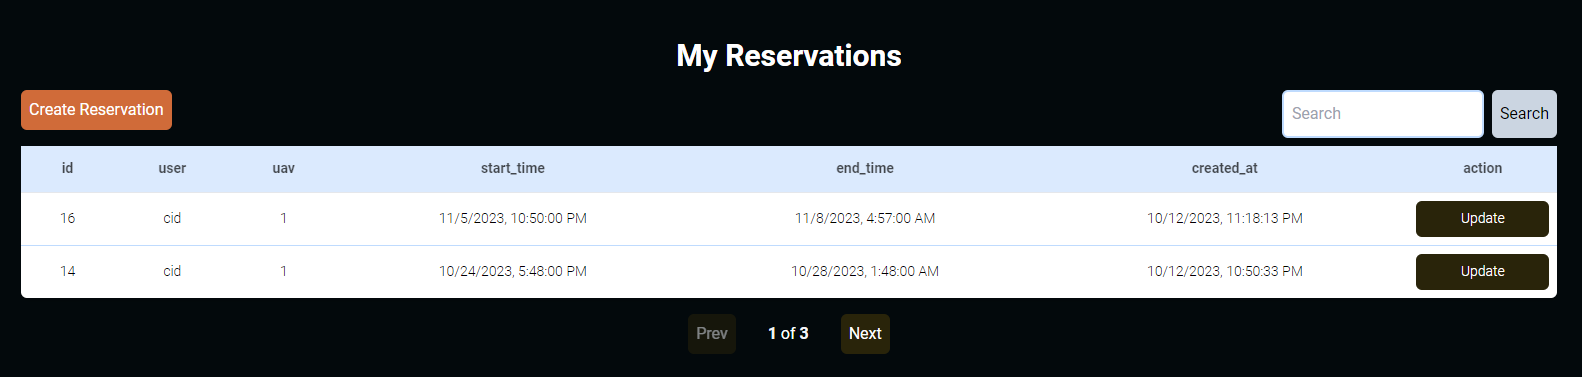 My Reservations
Create Reservation Search Search
id user uav start_time end_time created_at action
16 cid 1 11/5/2023, 10:50:00 PM 11/8/2023, 4:57:00 AM 10/12/2023, 11:18:13 PM Update
14 cid 1 10/24/2023, 5:48:00 PM 10/28/2023, 1:48:00 AM 10/12/2023, 10:50:33 PM Update
Prev 1 of 3 Next